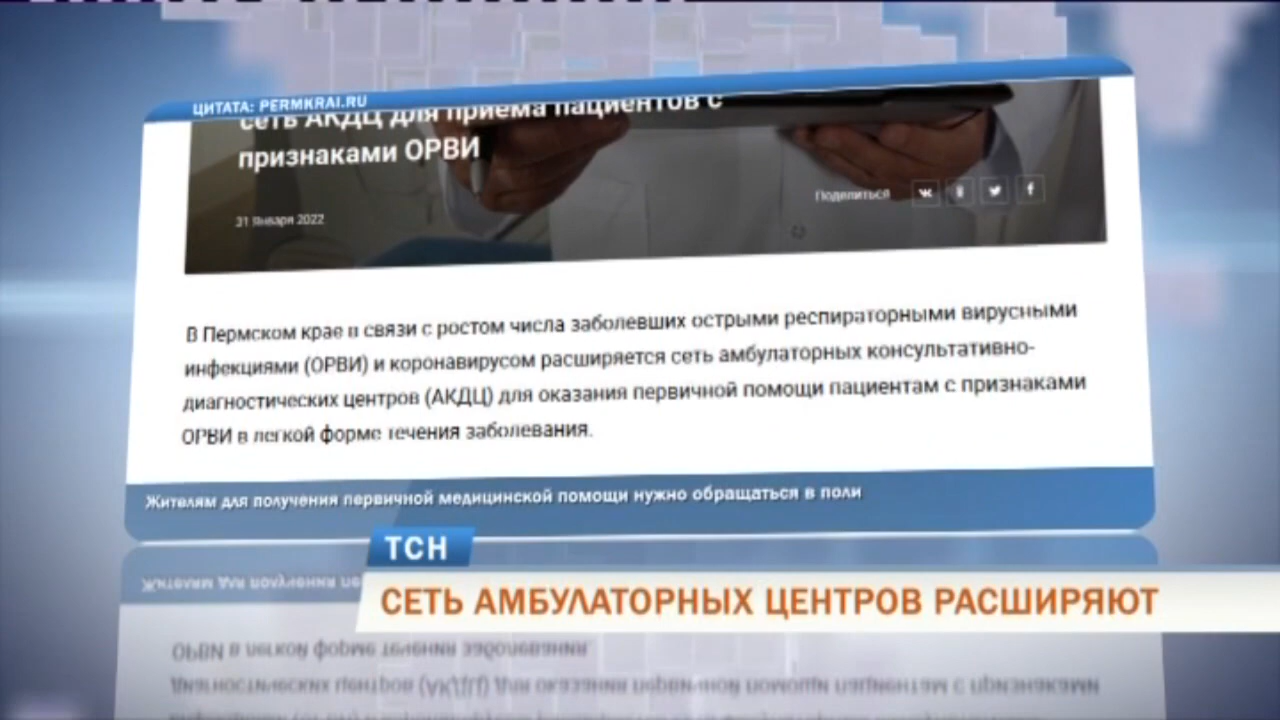 ЦИТАТА: PERMKRAI.RU
сеть АКДЦ для приема пациентов с
признаками ОРВИ
Поделиться
31 Января 2022
В Пермском крае в связи с ростом числа заболевших острыми респираторными вирусными
инфекциями (ОРВИ) и коронавирусом расширяется сеть амбулаторных консультативно-
диагностических центров (АКДЦ) для оказания первичной помощи пациентам с признаками
ОРВИ в легкой форме течения заболевания.
Жителям для получения первичной медицинской помощи нужно обращаться в поли
ТСН
СЕТЬ АМБУЛАТОРНЫХ ЦЕНТРОВ РАСШИРЯЮТ